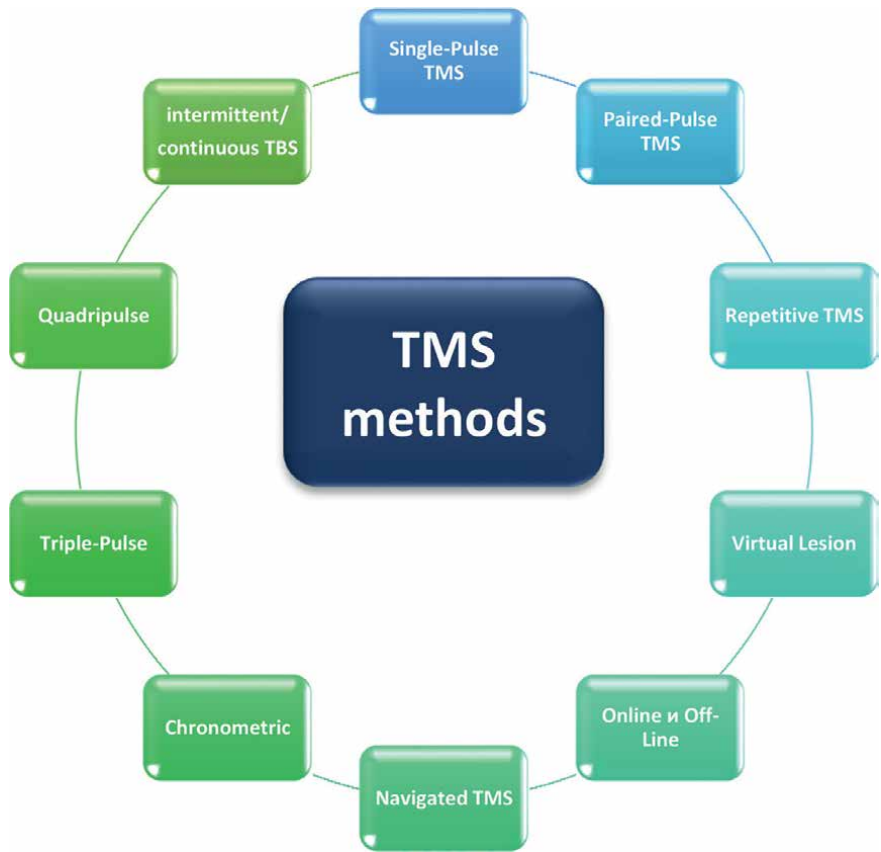 Single-Pulse
TMS
Paired-Pulse
TMS
Repetitive TMS
Virtual Lesion
Online и Off-
Line
Navigated TMS
Chronometric
Triple-Pulse
Quadripulse
intermittent/
continuous TBS
TMS
methods